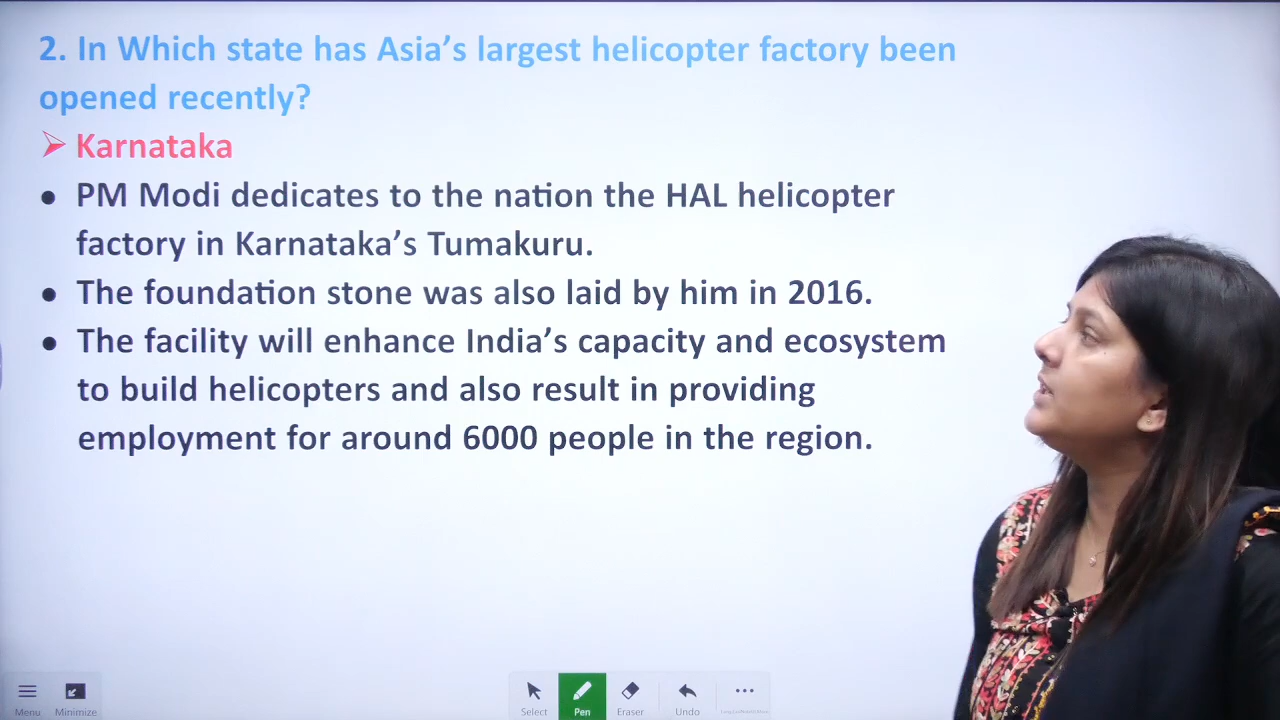 2. In Which state has Asia’s largest helicopter factory been
opened recently?
➢ Karnataka
• PM Modi dedicates to the nation the HAL helicopter
factory in Karnataka’s Tumakuru.
• The foundation stone was also laid by him in 2016.
• The facility will enhance India’s capacity and ecosystem
to build helicopters and also result in providing
employment for around 6000 people in the region.
Menu Minimize Select Pen Eraser Undo